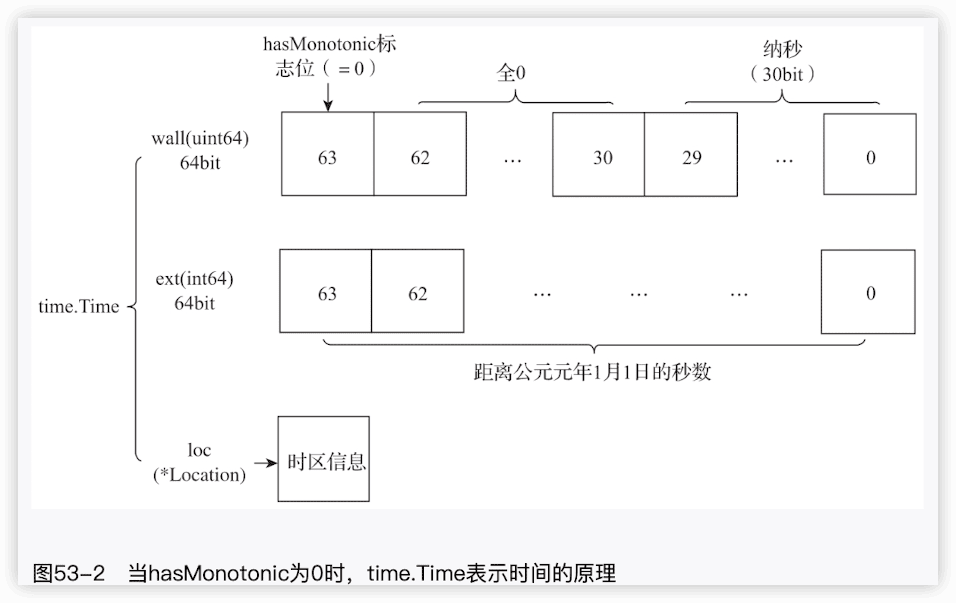 hasMonotonic标
志位（=0）
全0
纳秒
（30bit）
wall(uint64)
64bit
63
62
…
30
29
…
0
ext(int64)
64bit
63
62
…
…
…
0
time.Time
距离公元元年1月1日的秒数
loc
(*Location)
时区信息
图53-2 当hasMonotonic为0时，time.Time表示时间的原理